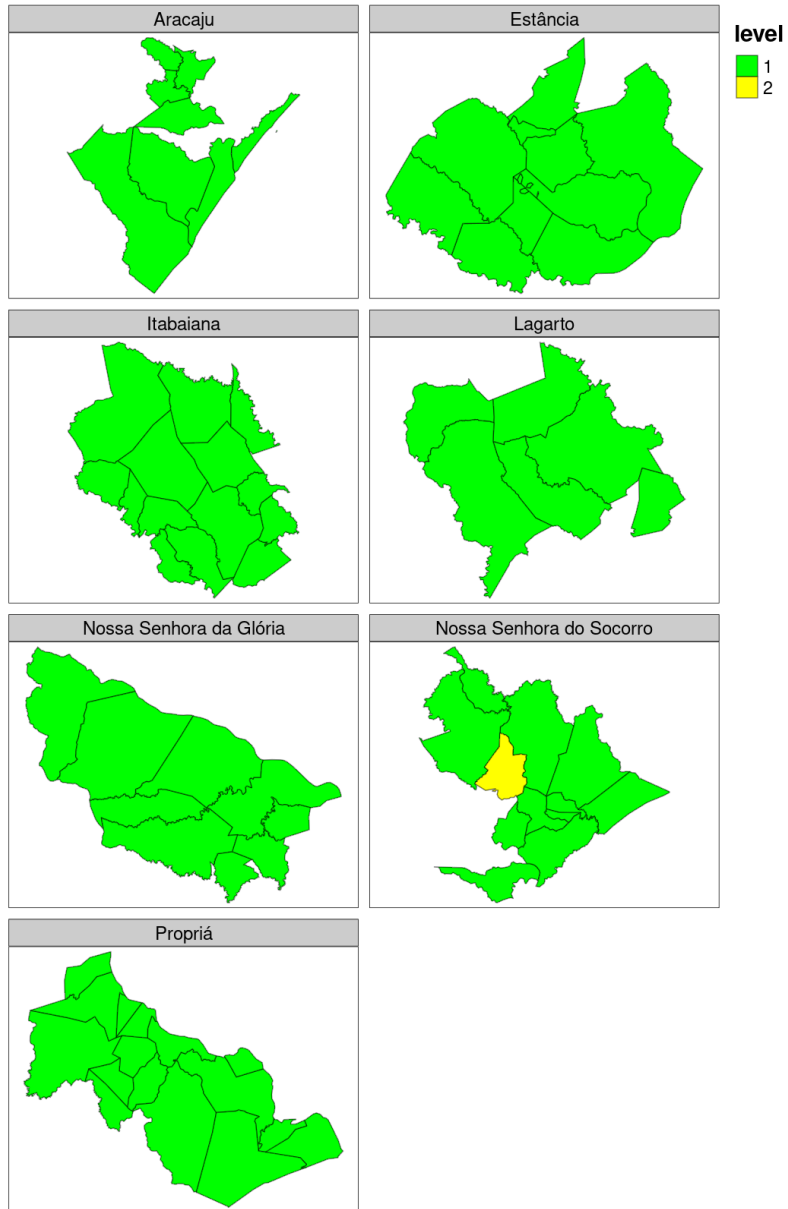 Aracaju
Estância
level
1
2
Itabaiana
Lagarto
Nossa Senhora da Glória
Nossa Senhora do Socorro
Propriá